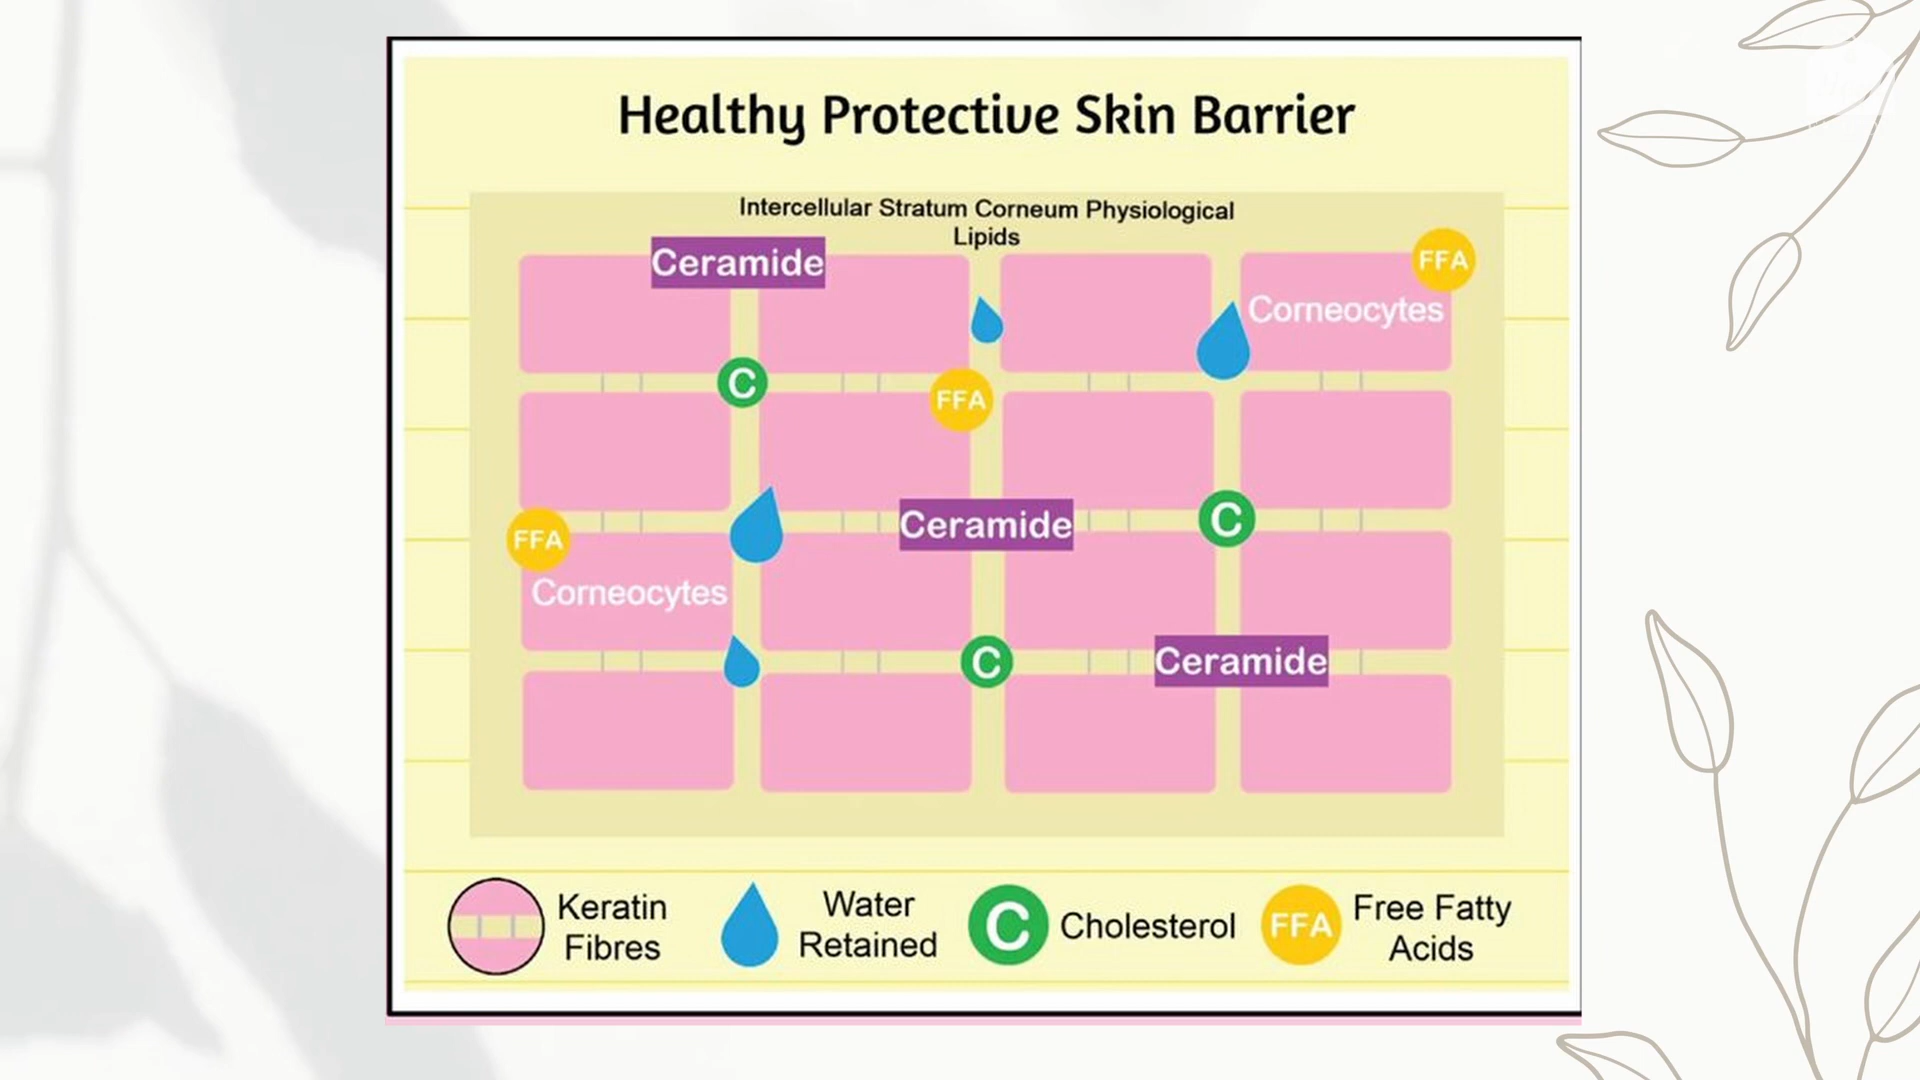 Healthy Protective Skin Barrier
Intercellular Stratum Corneum Physiological
Lipids
Ceramide
FFA
Corneocytes
C
FFA
Ceramide
C
FFA
Corneocytes
C
Ceramide
Keratin
Fibres
Water
Retained
C
Cholesterol
FFA
Free Fatty
Acids